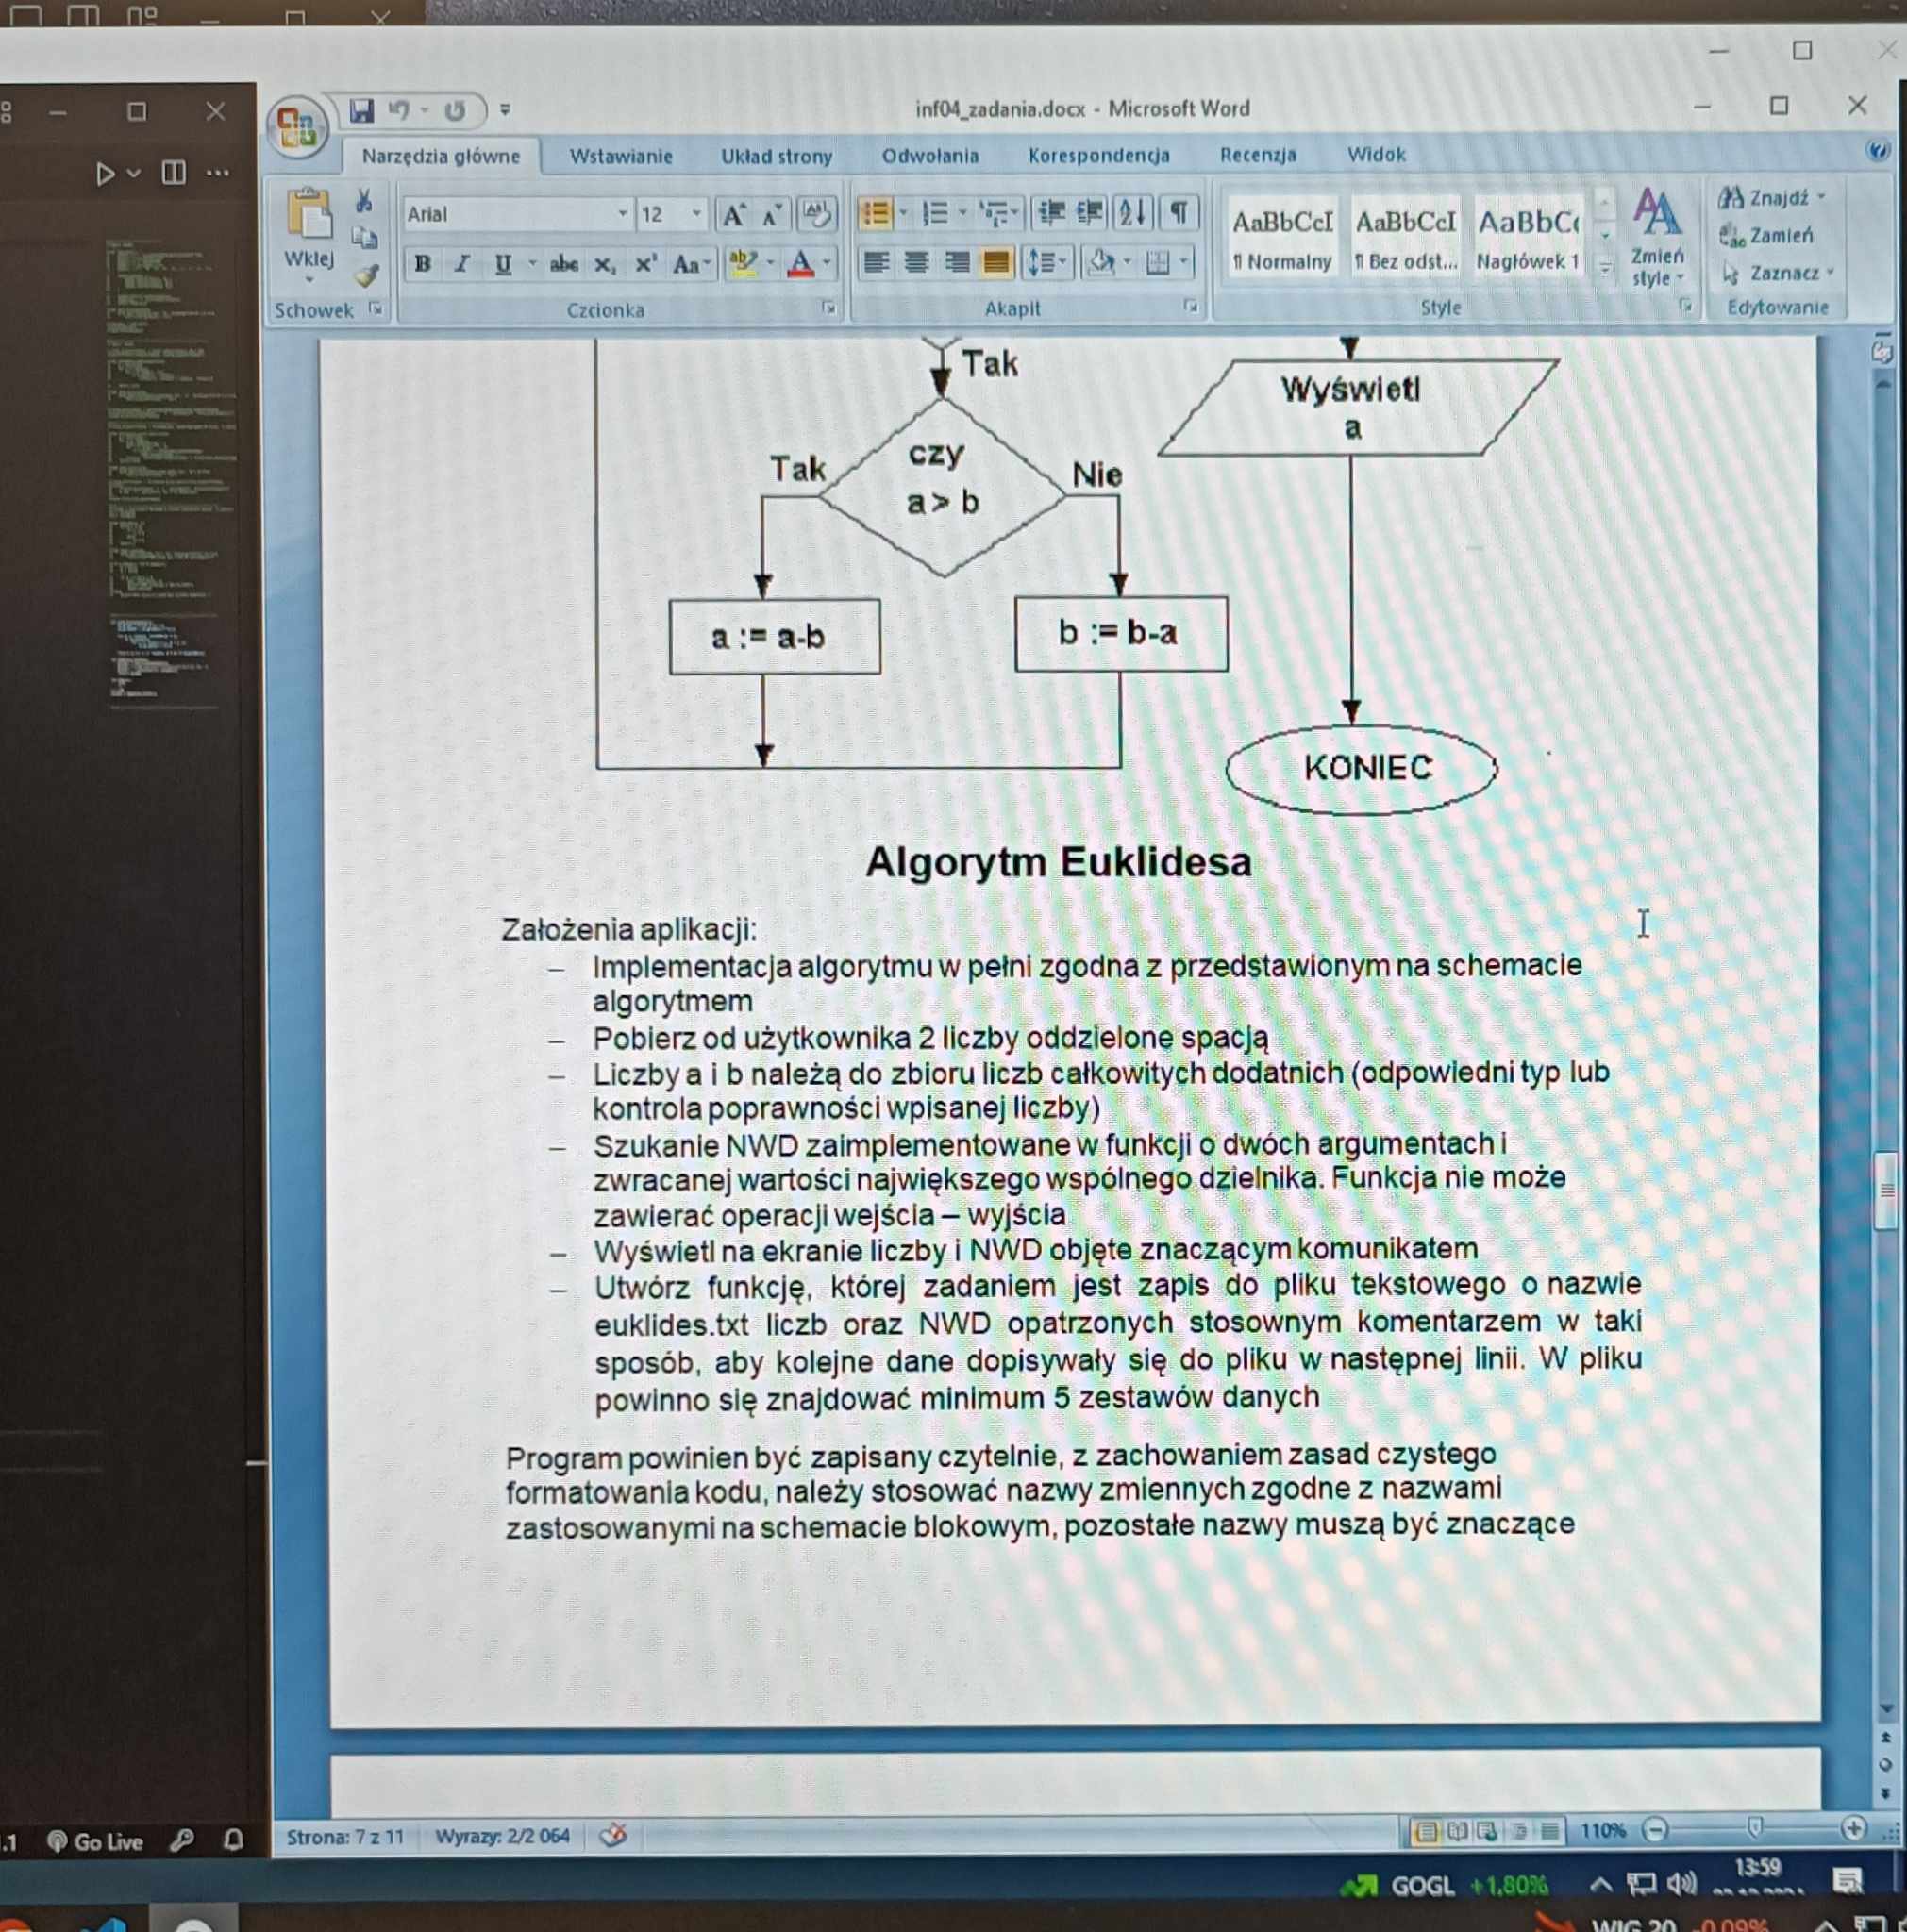 inf04_zadania.docx - Microsoft Word
Narzędzia główne Wstawianie Układ strony Odwołania Korespondencja Recenzja Widok
Wklej
Schowek
Arial 12
B I U abc
Czcionka
Akapit
AaBbCcI AaBbCcI AaBbC
¶ Normalny ¶ Bez odst... Nagłówek 1
Zmień
style
Style
Znajdź
Zamień
Zaznacz
Edytowanie
Tak
Wyświetl
a
czy
a > b
Tak
Nie
a := a-b
b := b-a
KONIEC
Algorytm Euklidesa
Założenia aplikacji:
– Implementacja algorytmu w pełni zgodna z przedstawionym na schemacie
algorytmem
– Pobierz od użytkownika 2 liczby oddzielone spacją
– Liczby a i b należą do zbioru liczb całkowitych dodatnich (odpowiedni typ lub
kontrola poprawności wpisanej liczby)
– Szukanie NWD zaimplementowane w funkcji o dwóch argumentach i
zwracanej wartości największego wspólnego dzielnika. Funkcja nie może
zawierać operacji wejścia – wyjścia
– Wyświetl na ekranie liczby i NWD objęte znaczącym komunikatem
– Utwórz funkcję, której zadaniem jest zapis do pliku tekstowego o nazwie
euklides.txt liczb oraz NWD opatrzonych stosownym komentarzem w taki
sposób, aby kolejne dane dopisywały się do pliku w następnej linii. W pliku
powinno się znajdować minimum 5 zestawów danych
Program powinien być zapisany czytelnie, z zachowaniem zasad czystego
formatowania kodu, należy stosować nazwy zmiennych zgodne z nazwami
zastosowanymi na schemacie blokowym, pozostałe nazwy muszą być znaczące
.1 Go Live
Strona: 7 z 11 Wyrazy: 2/2 064
110%
GOGL +1,80%
13:59
WIG 20 -0,09%